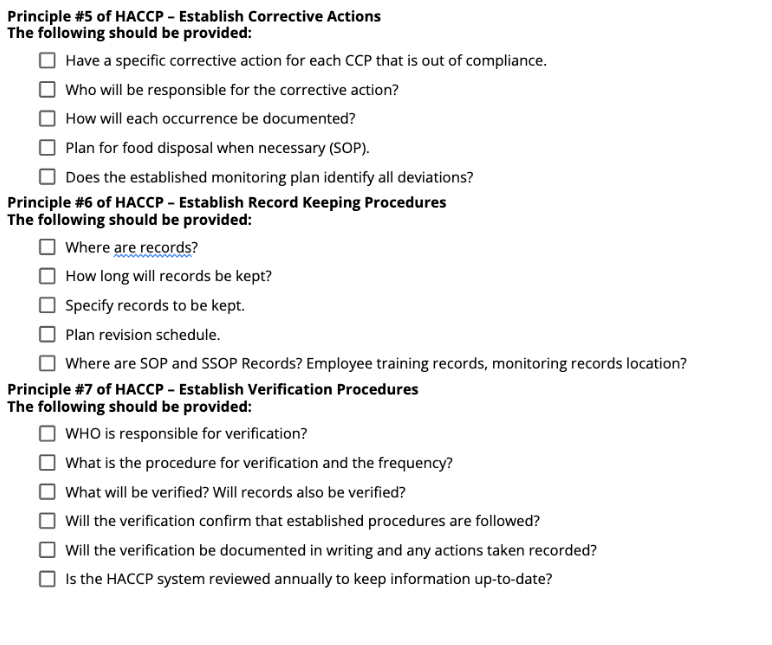 Principle #5 of HACCP – Establish Corrective Actions
The following should be provided:
Have a specific corrective action for each CCP that is out of compliance.
Who will be responsible for the corrective action?
How will each occurrence be documented?
Plan for food disposal when necessary (SOP).
Does the established monitoring plan identify all deviations?
Principle #6 of HACCP – Establish Record Keeping Procedures
The following should be provided:
Where are records?
How long will records be kept?
Specify records to be kept.
Plan revision schedule.
Where are SOP and SSOP Records? Employee training records, monitoring records location?
Principle #7 of HACCP – Establish Verification Procedures
The following should be provided:
WHO is responsible for verification?
What is the procedure for verification and the frequency?
What will be verified? Will records also be verified?
Will the verification confirm that established procedures are followed?
Will the verification be documented in writing and any actions taken recorded?
Is the HACCP system reviewed annually to keep information up-to-date?